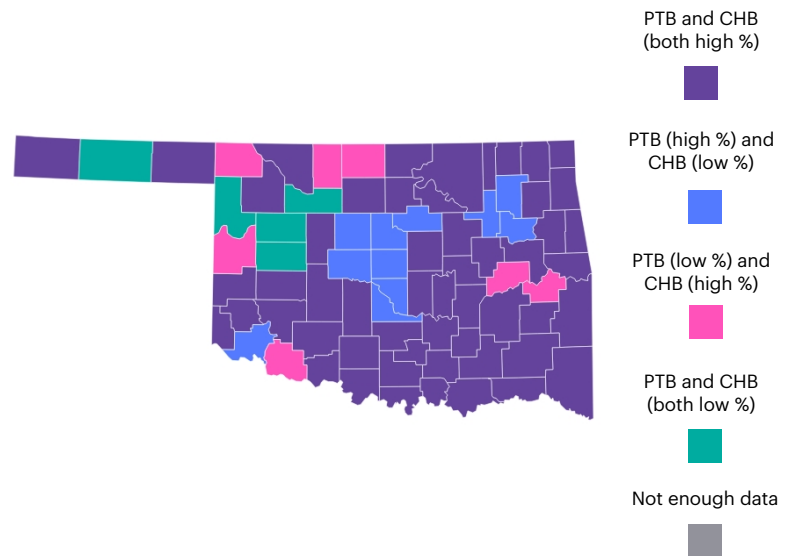 PTB and CHB
(both high %)
PTB (high %) and
CHB (low %)
PTB (low %) and
CHB (high %)
PTB and CHB
(both low %)
Not enough data